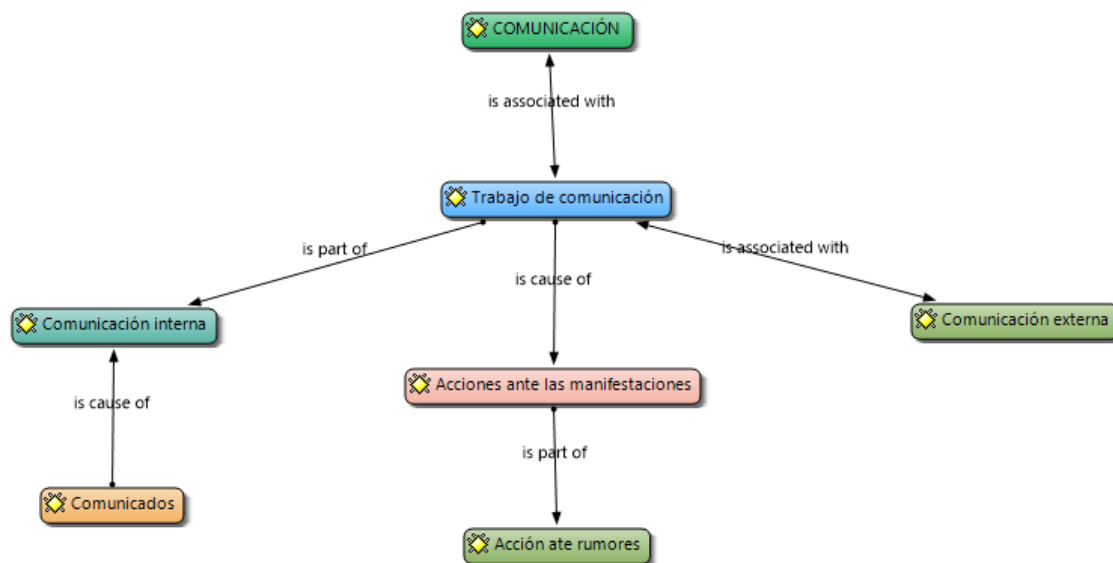 COMUNICACIÓN
is associated with
Trabajo de comunicación
is part of
is cause of
is associated with
Comunicación interna
Comunicación externa
is cause of
Acciones ante las manifestaciones
is part of
Comunicados
Acción ate rumores